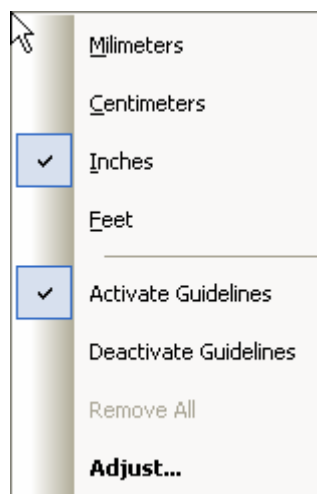 Milimeters
Centimeters
Inches
Feet
Activate Guidelines
Deactivate Guidelines
Remove All
Adjust...